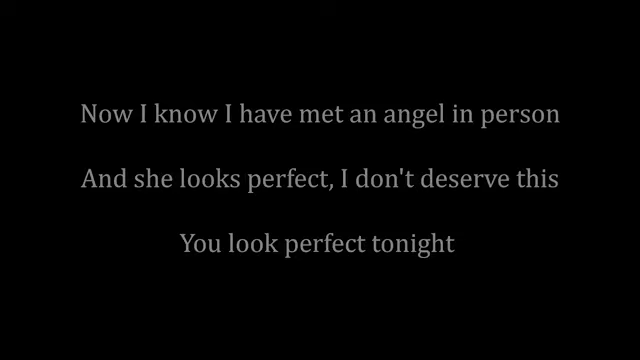 Now I know I have met an angel in person
And she looks perfect, I don't deserve this
You look perfect tonight